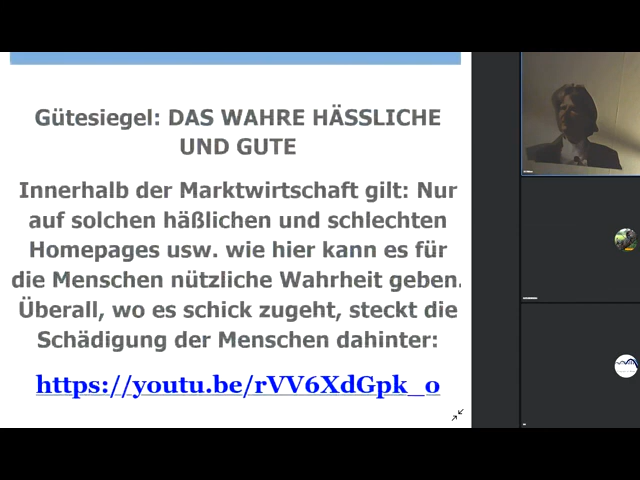 Gütesiegel: DAS WAHRE HÄSSLICHE
UND GUTE
Innerhalb der Marktwirtschaft gilt: Nur
auf solchen häßlichen und schlechten
Homepages usw. wie hier kann es für
die Menschen nützliche Wahrheit geben.
Überall, wo es schick zugeht, steckt die
Schädigung der Menschen dahinter:
https://youtu.be/rVV6XdGpk_o